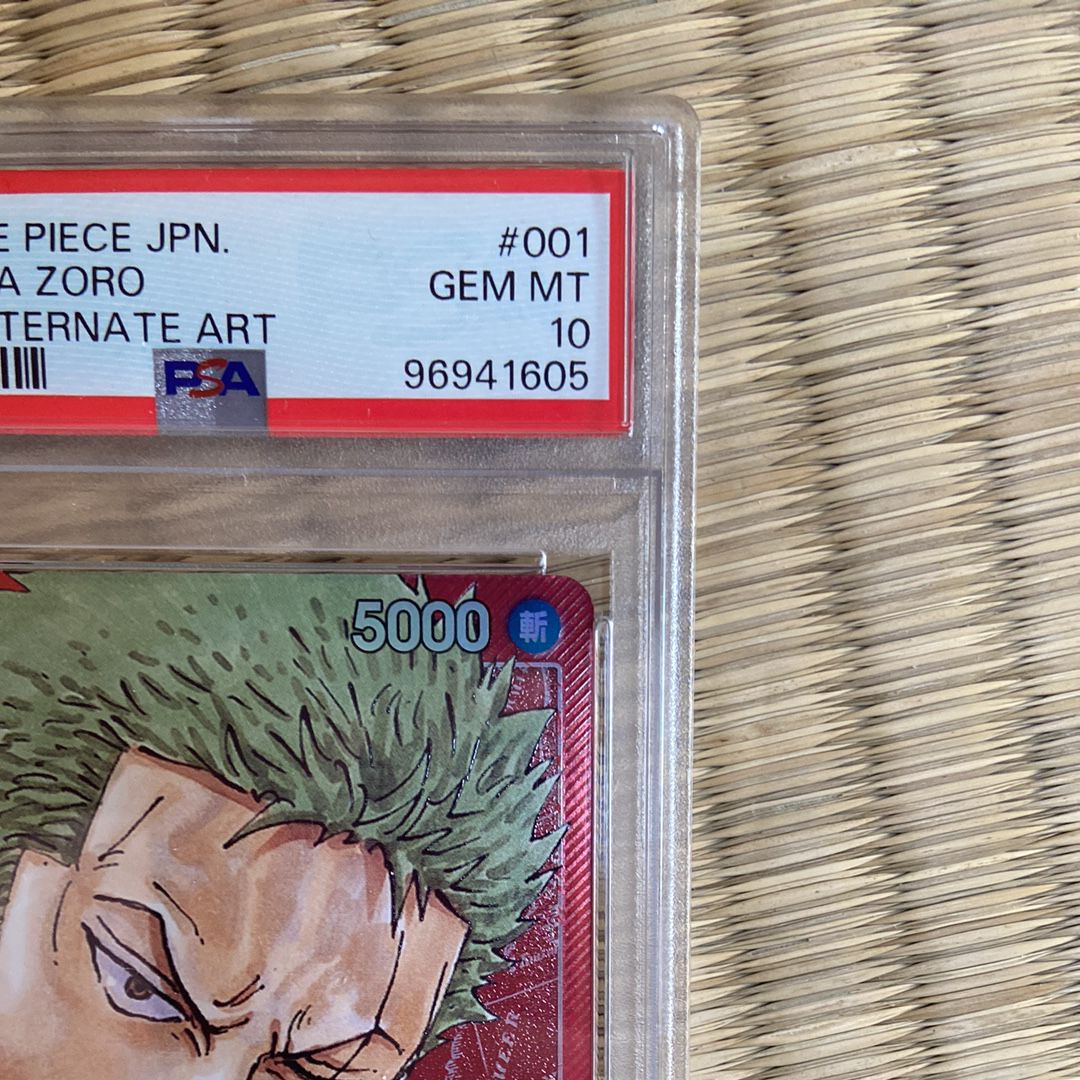 E PIECE JPN.
#001
A ZORO
GEM MT
TERNATE ART
10
PSA
96941605
5000 斬